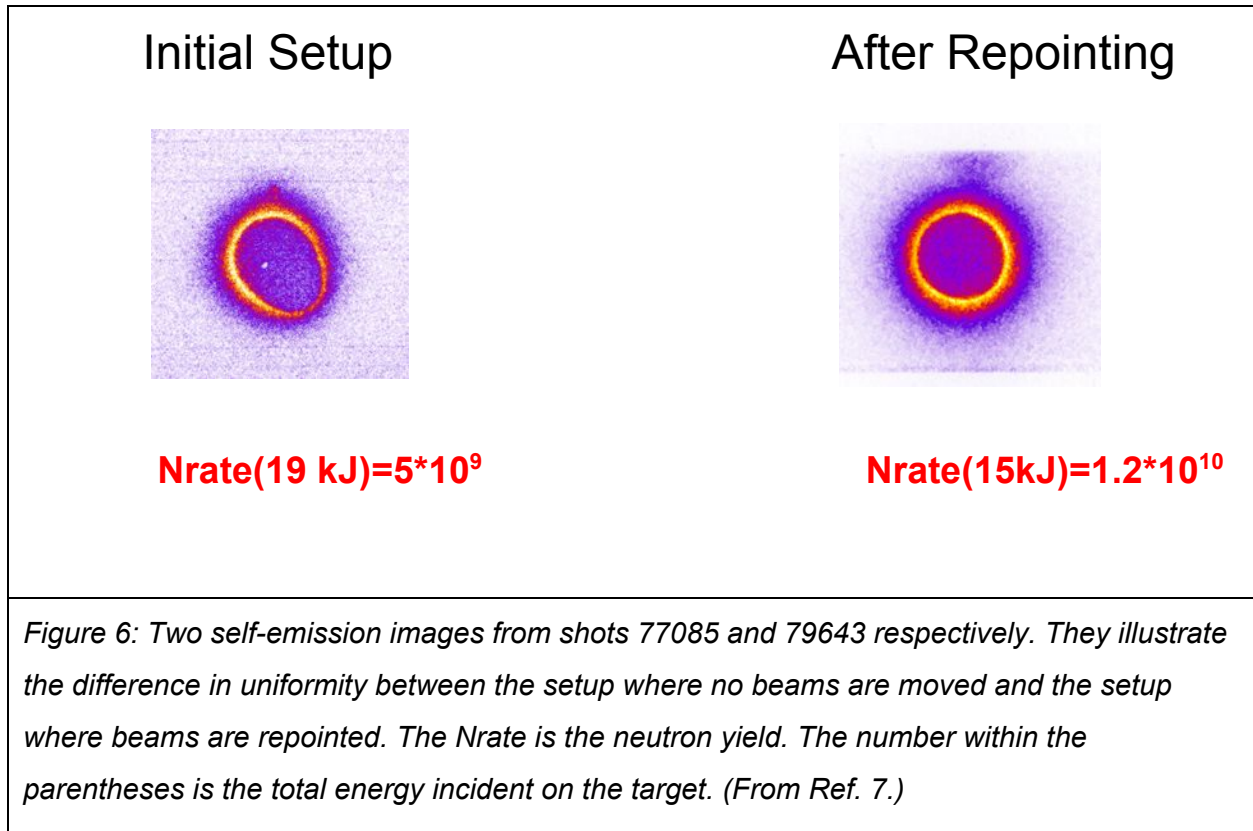 Initial Setup
After Repointing
Nrate(19 kJ)=5*10⁹
Nrate(15kJ)=1.2*10¹⁰
Figure 6: Two self-emission images from shots 77085 and 79643 respectively. They illustrate
the difference in uniformity between the setup where no beams are moved and the setup
where beams are repointed. The Nrate is the neutron yield. The number within the
parentheses is the total energy incident on the target. (From Ref. 7.)